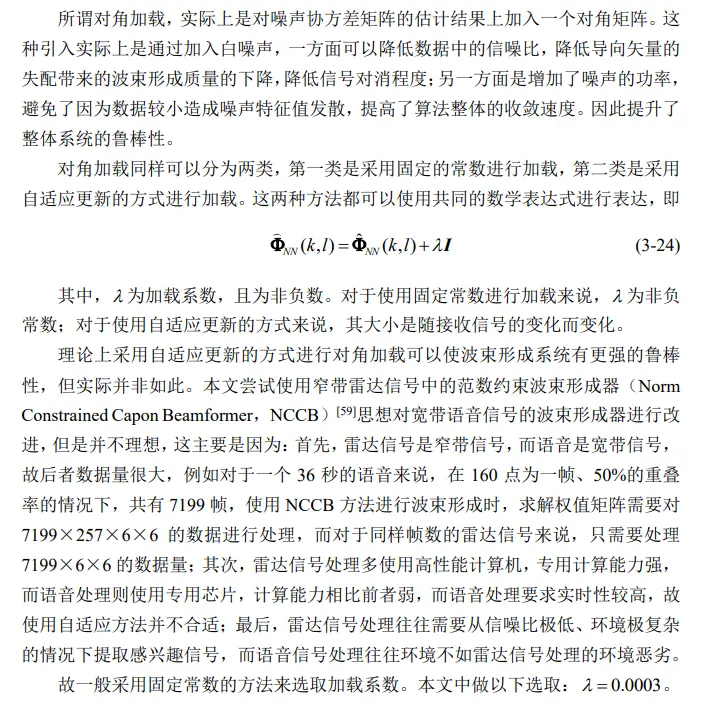 所谓对角加载，实际上是对噪声协方差矩阵的估计结果上加入一个对角矩阵。这
种引入实际上是通过加入白噪声，一方面可以降低数据中的信噪比，降低导向矢量的
失配带来的波束形成质量的下降，降低信号对消程度；另一方面是增加了噪声的功率，
避免了因为数据较小造成噪声特征值发散，提高了算法整体的收敛速度。因此提升了
整体系统的鲁棒性。
对角加载同样可以分为两类，第一类是采用固定的常数进行加载，第二类是采用
自适应更新的方式进行加载。这两种方法都可以使用共同的数学表达式进行表达，即
Φ̄_NN(k,l)=Φ̂_NN(k,l)+λI (3-24)
其中，λ为加载系数，且为非负数。对于使用固定常数进行加载来说，λ为非负
常数；对于使用自适应更新的方式来说，其大小是随接收信号的变化而变化。
理论上采用自适应更新的方式进行对角加载可以使波束形成系统有更强的鲁棒
性，但实际并非如此。本文尝试使用窄带雷达信号中的范数约束波束形成器（Norm
Constrained Capon Beamformer，NCCB）[59]思想对宽带语音信号的波束形成器进行改
进，但是并不理想，这主要是因为：首先，雷达信号是窄带信号，而语音是宽带信号，
故后者数据量很大，例如对于一个 36 秒的语音来说，在 160 点为一帧、50%的重叠
率的情况下，共有 7199 帧，使用 NCCB 方法进行波束形成时，求解权值矩阵需要对
7199×257×6×6 的数据进行处理，而对于同样帧数的雷达信号来说，只需要处理
7199×6×6 的数据量；其次，雷达信号处理多使用高性能计算机，专用计算能力强，
而语音处理则使用专用芯片，计算能力相比前者弱，而语音处理要求实时性较高，故
使用自适应方法并不合适；最后，雷达信号处理往往需要从信噪比极低、环境极复杂
的情况下提取感兴趣信号，而语音信号处理往往环境不如雷达信号处理的环境恶劣。
故一般采用固定常数的方法来选取加载系数。本文中做以下选取：λ=0.0003。